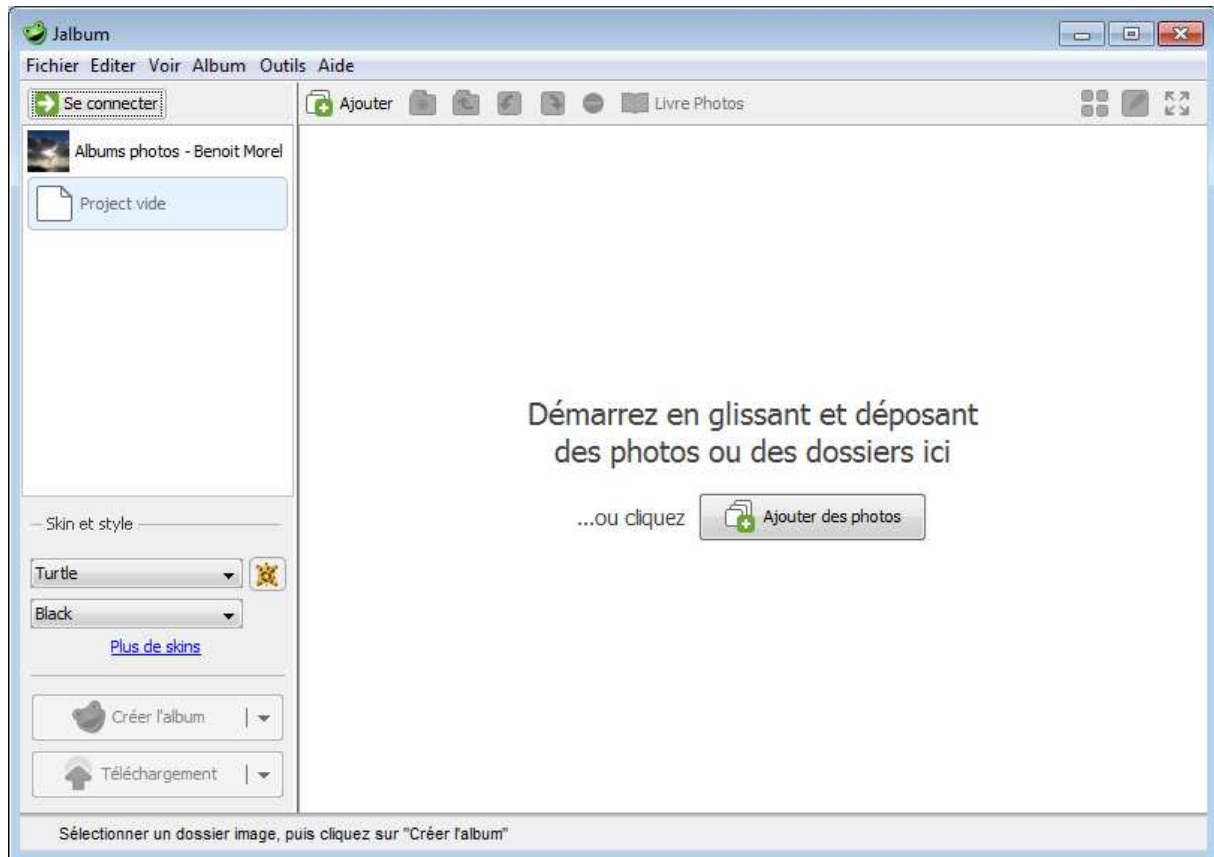 Jalbum
Fichier Editer Voir Album Outils Aide
Se connecter
Ajouter
Livre Photos
Albums photos - Benoit Morel
Project vide
Démarrez en glissant et déposant
des photos ou des dossiers ici
...ou cliquez
Ajouter des photos
Skin et style
Turtle
Black
Plus de skins
Créer l'album
Téléchargement
Sélectionner un dossier image, puis cliquez sur "Créer l'album"